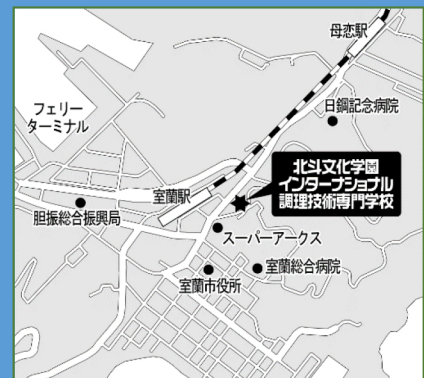 母恋駅
日鋼記念病院
フェリー
ターミナル
北斗文化学園
インターナショナル
調理技術専門学校
室蘭駅
胆振総合振興局
スーパーアークス
室蘭総合病院
室蘭市役所